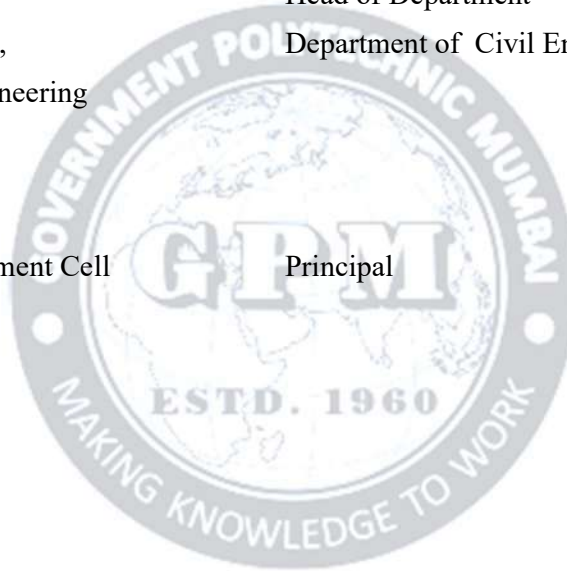 Head of Department
,
Department of Civil En
neering
ment Cell
Principal
GOVERNMENT POLYTECHNIC MUMBAI
GPM
ESTD. 1960
MAKING KNOWLEDGE TO WORK